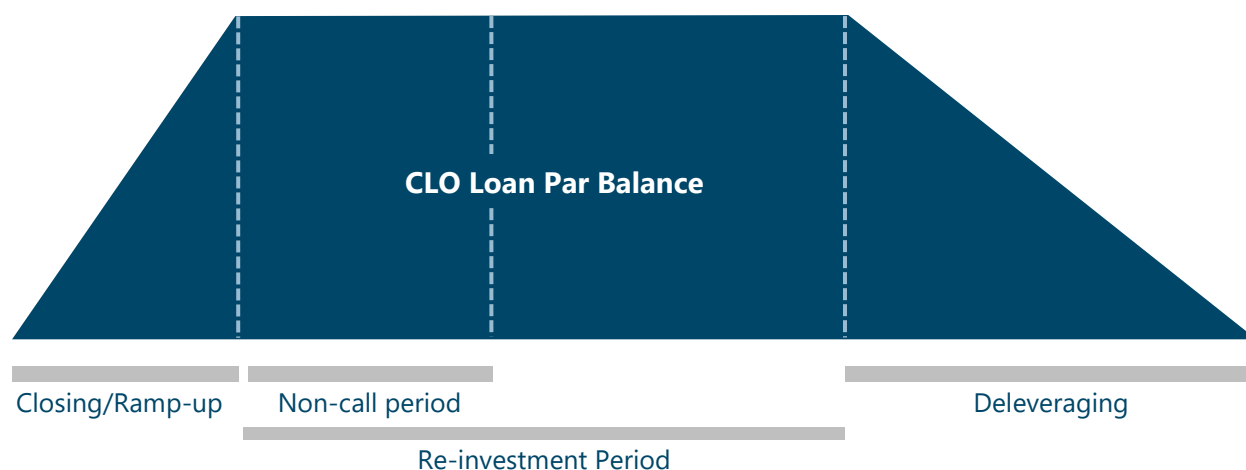 CLO Loan Par Balance
Closing/Ramp-up
Non-call period
Deleveraging
Re-investment Period